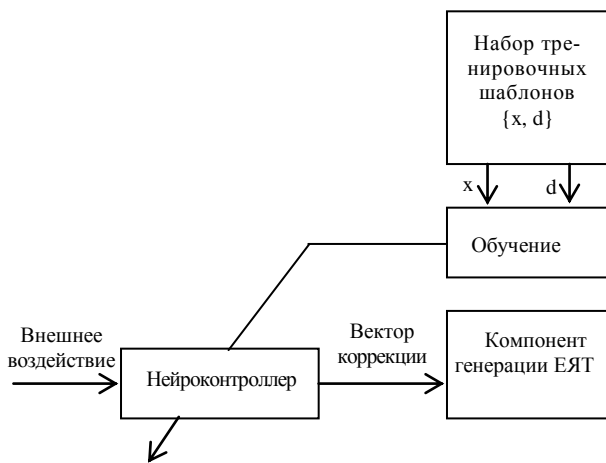 Набор тре-
нировочных
шаблонов
{x, d}
x
d
Обучение
Внешнее
воздействие
Нейроконтроллер
Вектор
коррекции
Компонент
генерации ЕЯТ